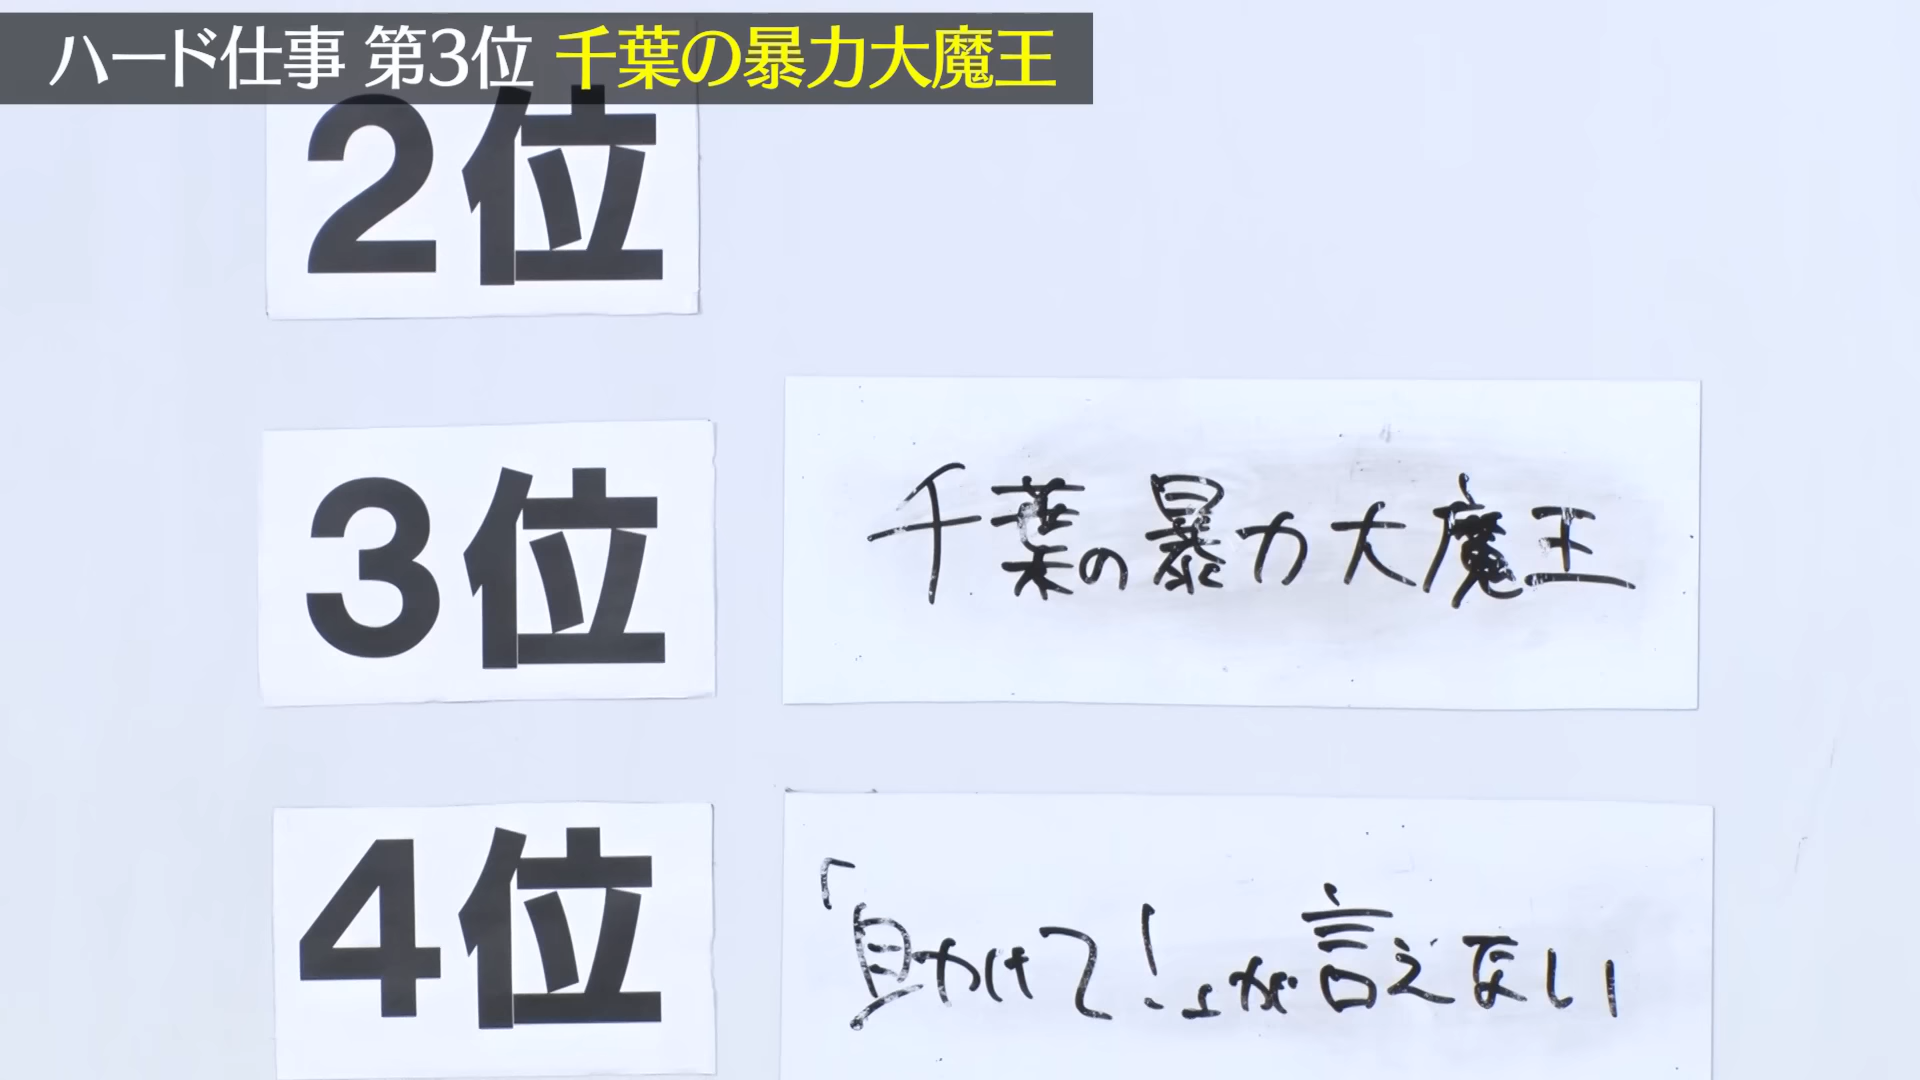 ハード仕事 第3位 千葉の暴力大魔王
2位
3位
千葉の暴力大魔王
4位
「助けて!」が言えない